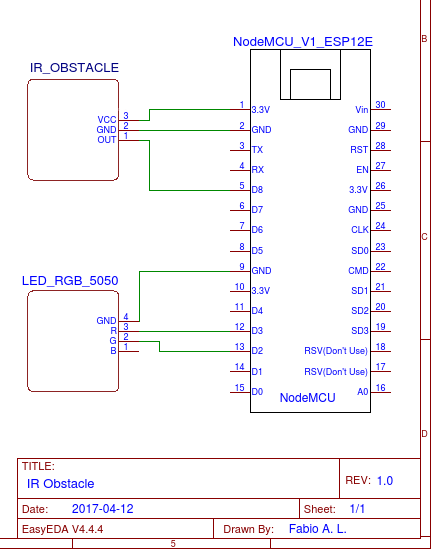 NodeMCU_V1_ESP12E
B
IR_OBSTACLE
VCC 3
GND 2
OUT 1
1 3.3V Vin 30
2 GND GND 29
3 TX RST 28
4 RX EN 27
5 D8 3.3V 26
6 D7 GND 25
7 D6 CLK 24
C
8 D5 SD0 23
9 GND CMD 22
LED_RGB_5050
10 3.3V SD1 21
11 D4 SD2 20
GND 4
R 3
G 2
B 1
12 D3 SD3 19
13 D2 RSV(Don't Use) 18
14 D1 RSV(Don't Use) 17
15 D0 A0 16
NodeMCU
D
TITLE:
IR Obstacle
REV: 1.0
Date: 2017-04-12
Sheet: 1/1
EasyEDA V4.4.4
Drawn By: Fabio A. L.
5